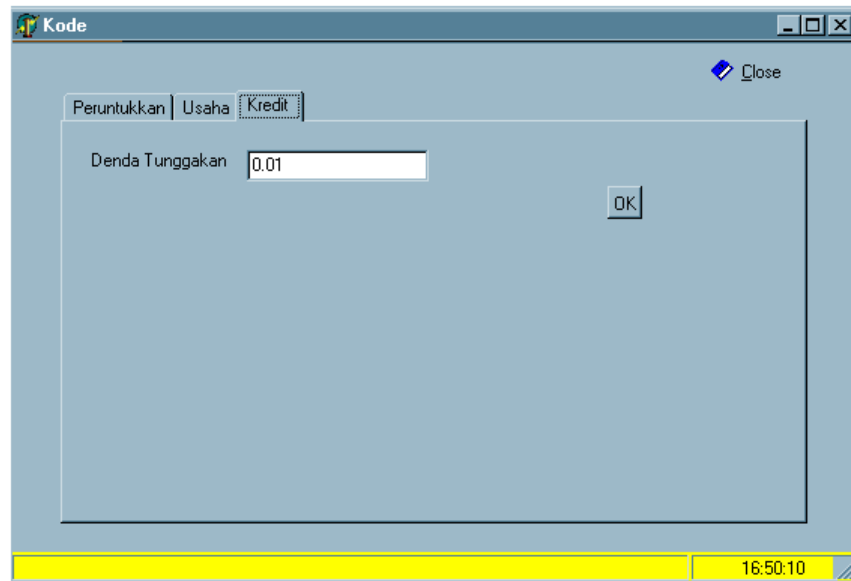 Kode
Close
Peruntukkan Usaha Kredit
Denda Tunggakan 0.01
OK
16:50:10